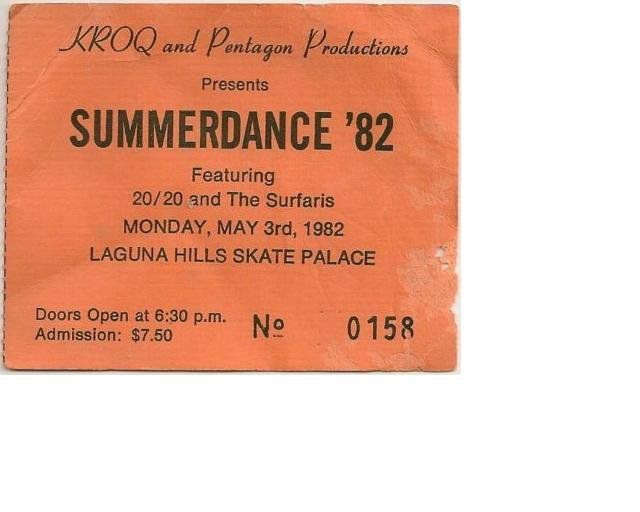 KROQ and Pentagon Productions
Presents
SUMMERDANCE '82
Featuring
20/20 and The Surfaris
MONDAY, MAY 3rd, 1982
LAGUNA HILLS SKATE PALACE
Doors Open at 6:30 p.m.
Admission: $7.50
Nº 0158